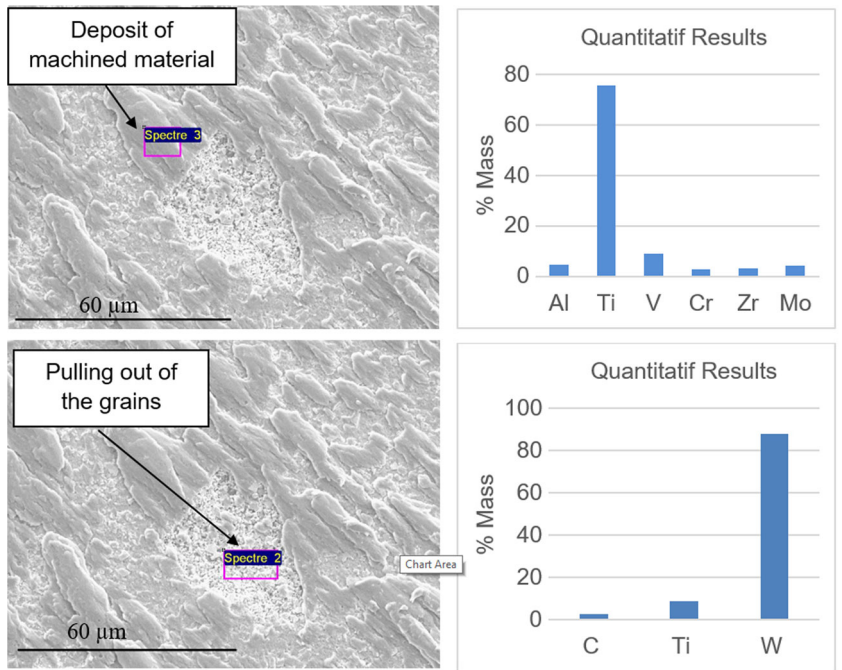 Deposit of
machined material
Spectre 3
60 µm
Quantitatif Results
% Mass
80
60
40
20
0
Al Ti V Cr Zr Mo
Pulling out of
the grains
Spectre 2
Chart Area
60 µm
Quantitatif Results
% Mass
100
80
60
40
20
0
C Ti W